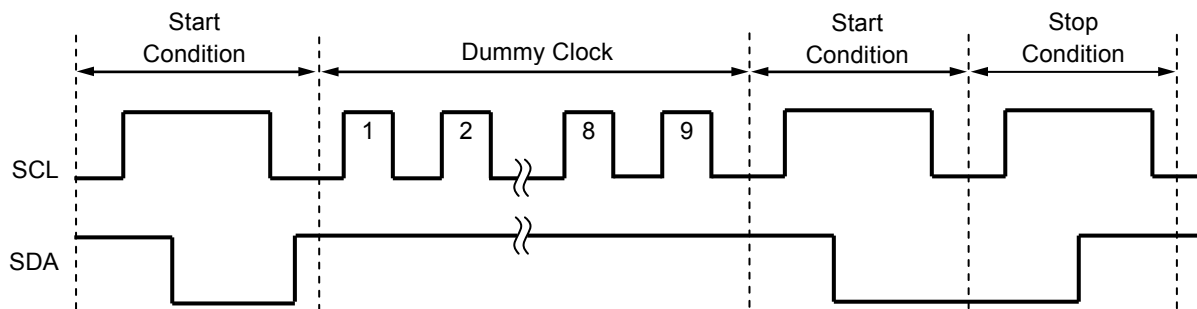 Start
Condition
Dummy Clock
Start
Condition
Stop
Condition
1 2 8 9
SCL
SDA